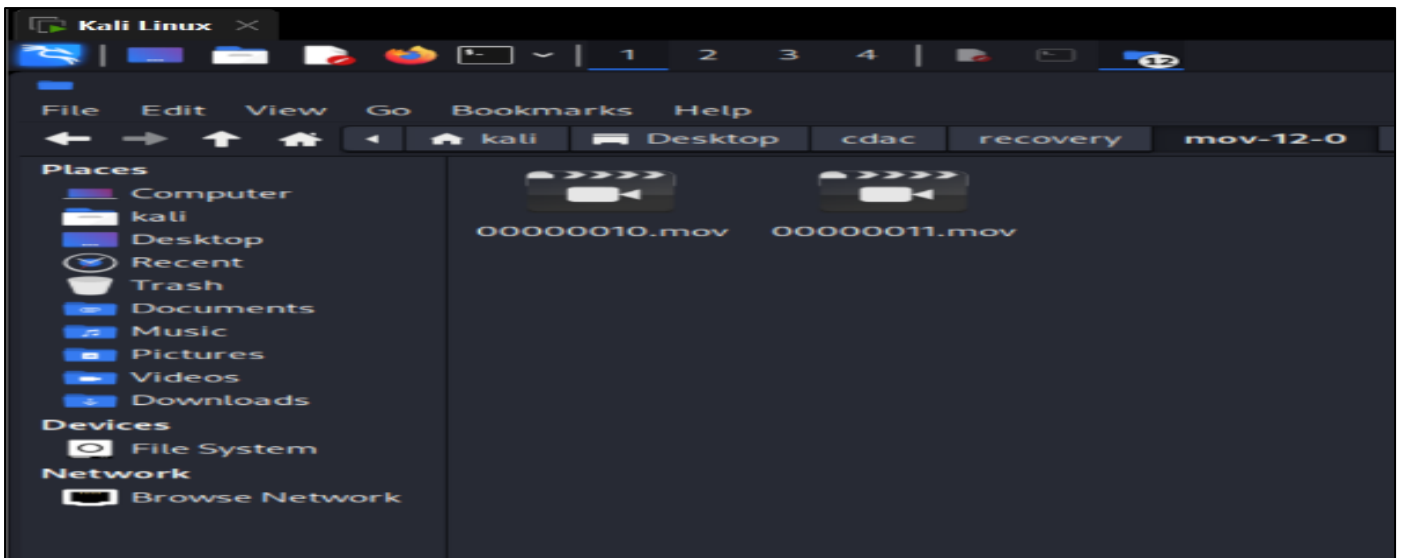 Kali Linux
1 2 3 4 12
File Edit View Go Bookmarks Help
kali Desktop cdac recovery mov-12-0
Places
Computer
kali
Desktop
Recent
Trash
Documents
Music
Pictures
Videos
Downloads
Devices
File System
Network
Browse Network
00000010.mov 00000011.mov